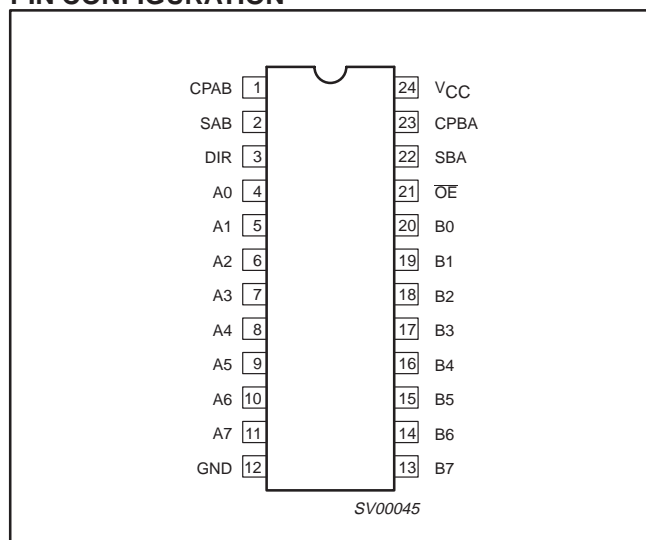 PIN CONFIGURATION
CPAB 1 24 VCC
SAB 2 23 CPBA
DIR 3 22 SBA
A0 4 21 O̅E̅
A1 5 20 B0
A2 6 19 B1
A3 7 18 B2
A4 8 17 B3
A5 9 16 B4
A6 10 15 B5
A7 11 14 B6
GND 12 13 B7
SV00045